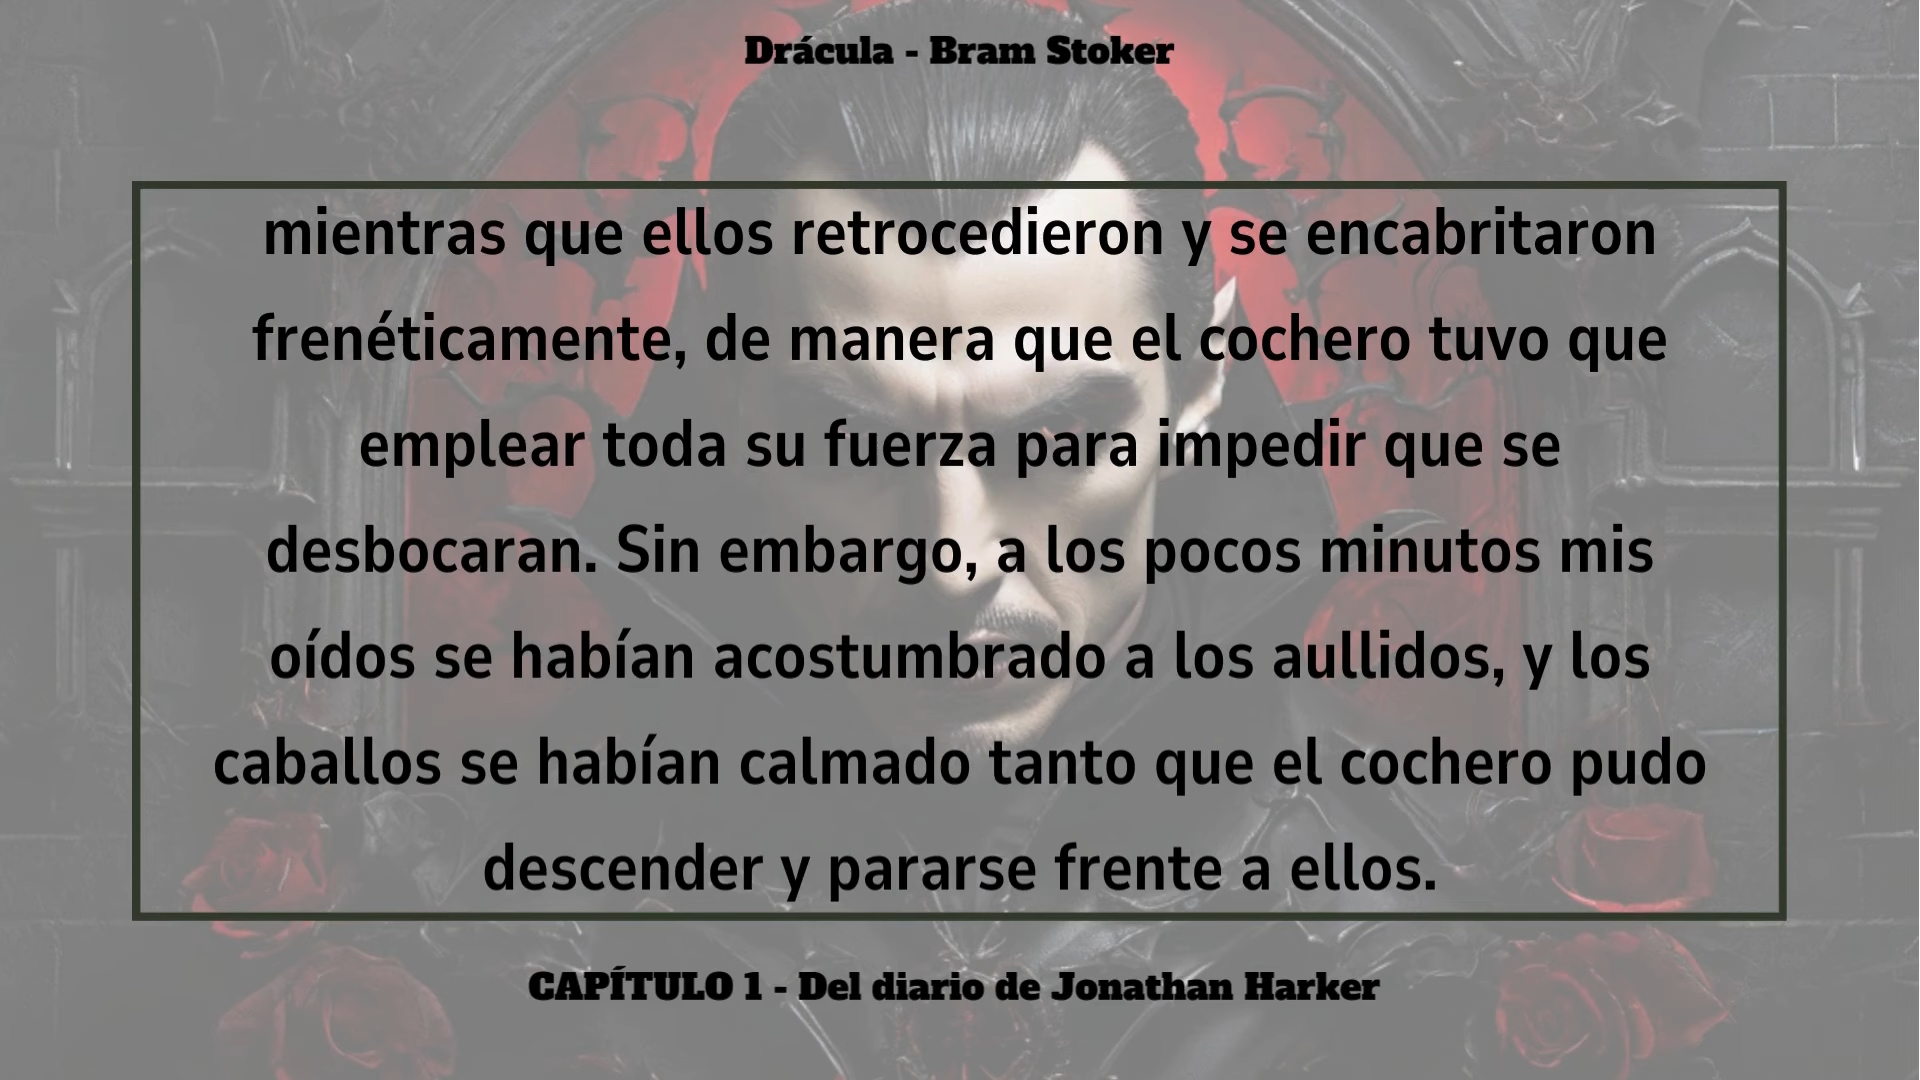 Drácula - Bram Stoker
mientras que ellos retrocedieron y se encabritaron
frenéticamente, de manera que el cochero tuvo que
emplear toda su fuerza para impedir que se
desbocaran. Sin embargo, a los pocos minutos mis
oídos se habían acostumbrado a los aullidos, y los
caballos se habían calmado tanto que el cochero pudo
descender y pararse frente a ellos.
CAPÍTULO 1 - Del diario de Jonathan Harker